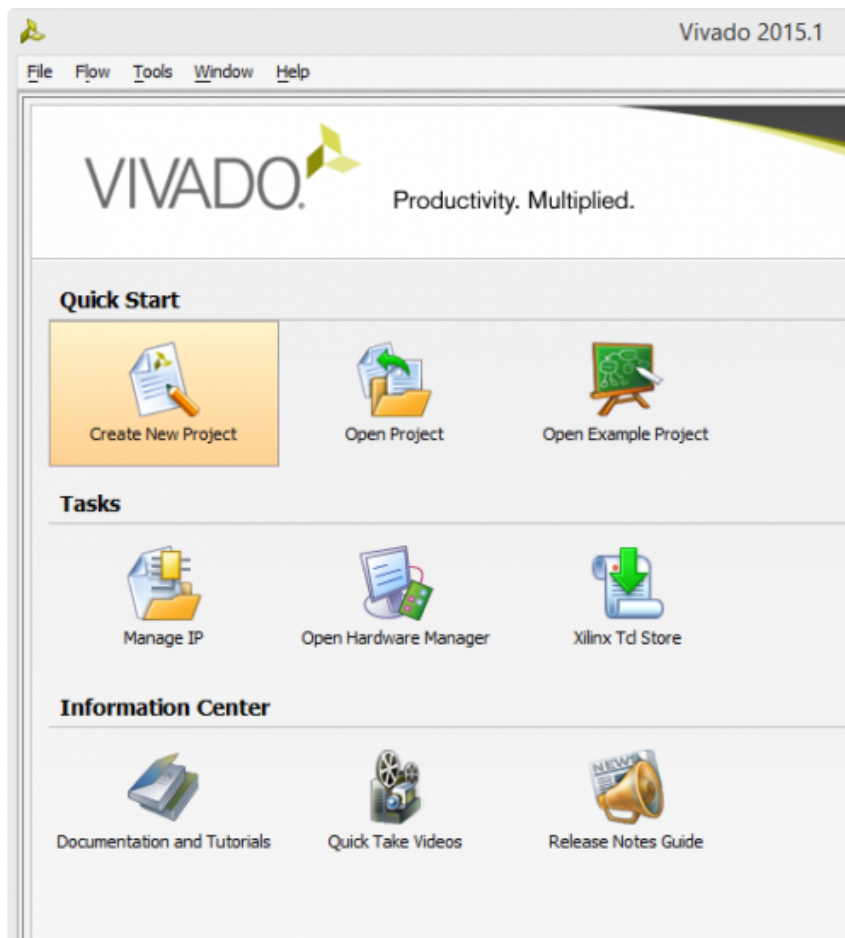 Vivado 2015.1
File Flow Tools Window Help
VIVADO. Productivity. Multiplied.
Quick Start
Create New Project Open Project Open Example Project
Tasks
Manage IP Open Hardware Manager Xilinx Tcl Store
Information Center
NEWS
Documentation and Tutorials Quick Take Videos Release Notes Guide